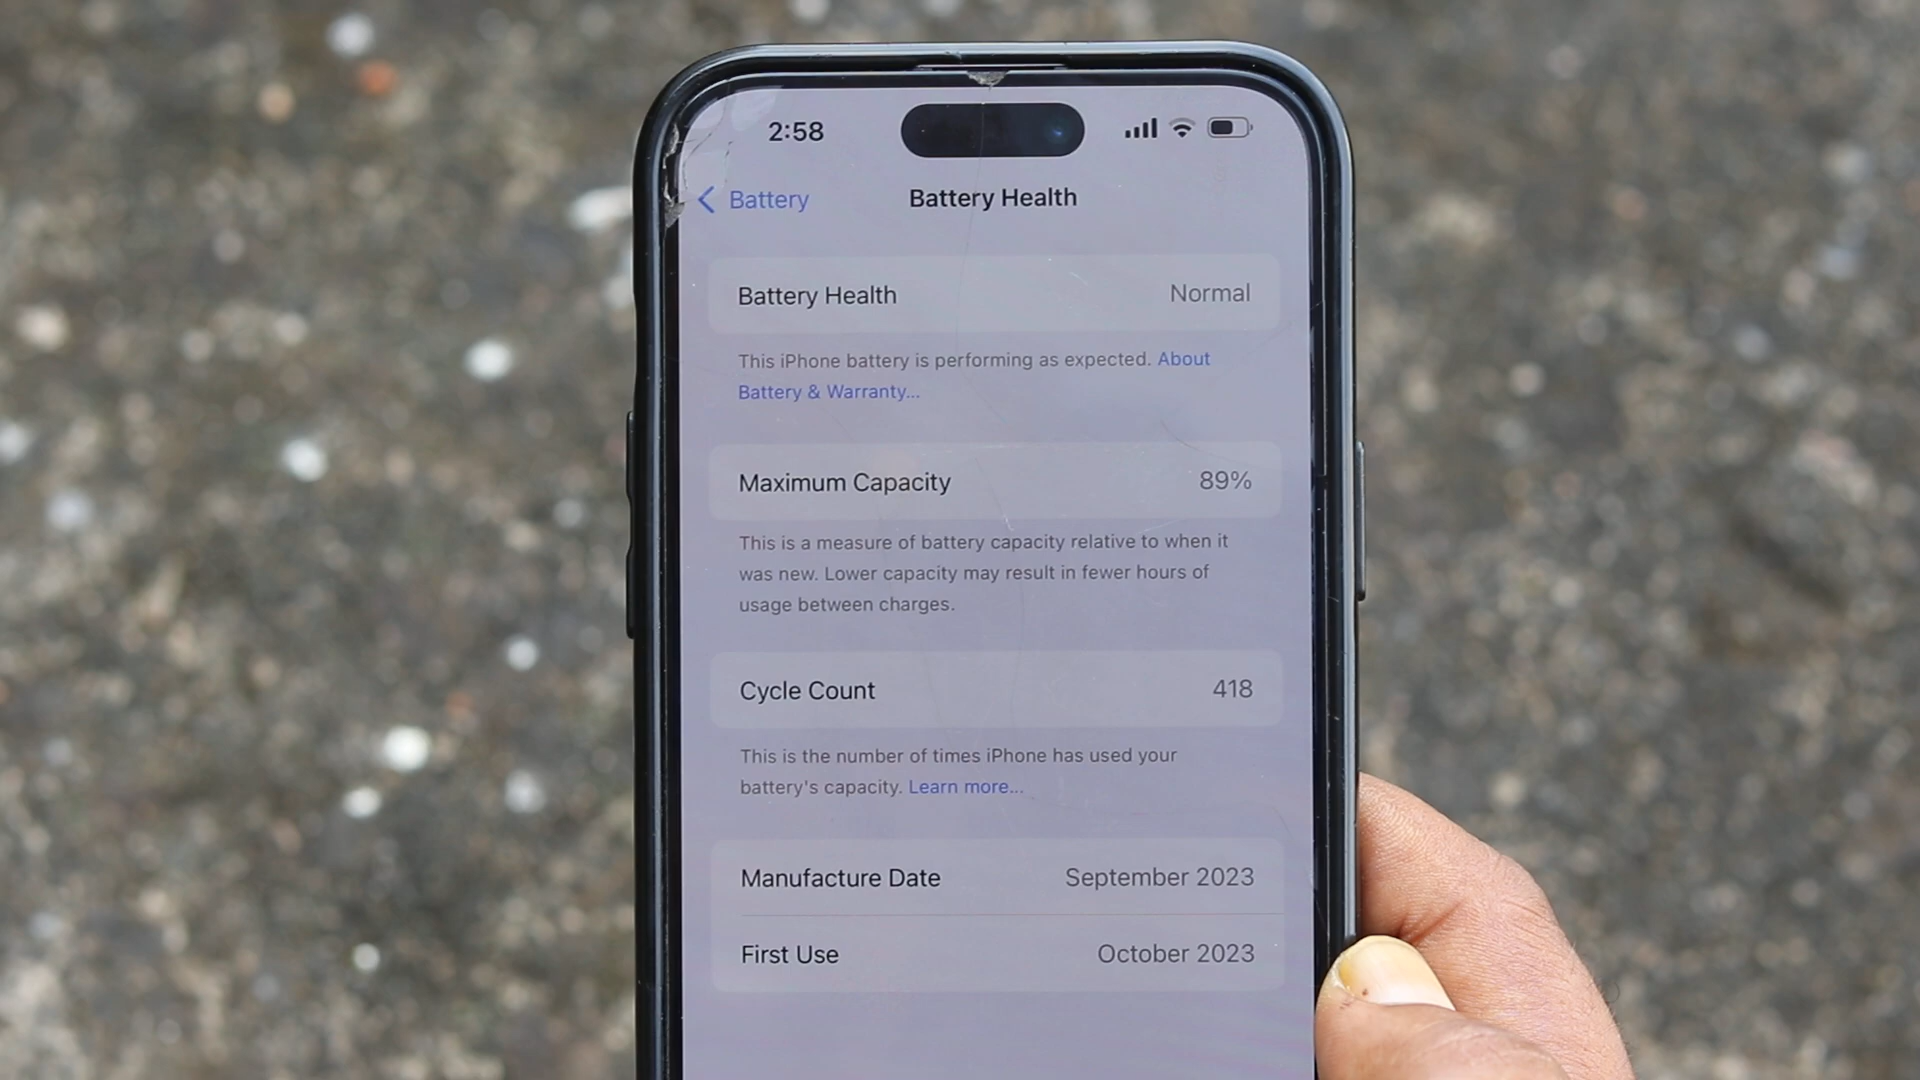 2:58
Battery
Battery Health
Battery Health Normal
This iPhone battery is performing as expected. About
Battery & Warranty...
Maximum Capacity 89%
This is a measure of battery capacity relative to when it
was new. Lower capacity may result in fewer hours of
usage between charges.
Cycle Count 418
This is the number of times iPhone has used your
battery's capacity. Learn more...
Manufacture Date September 2023
First Use October 2023